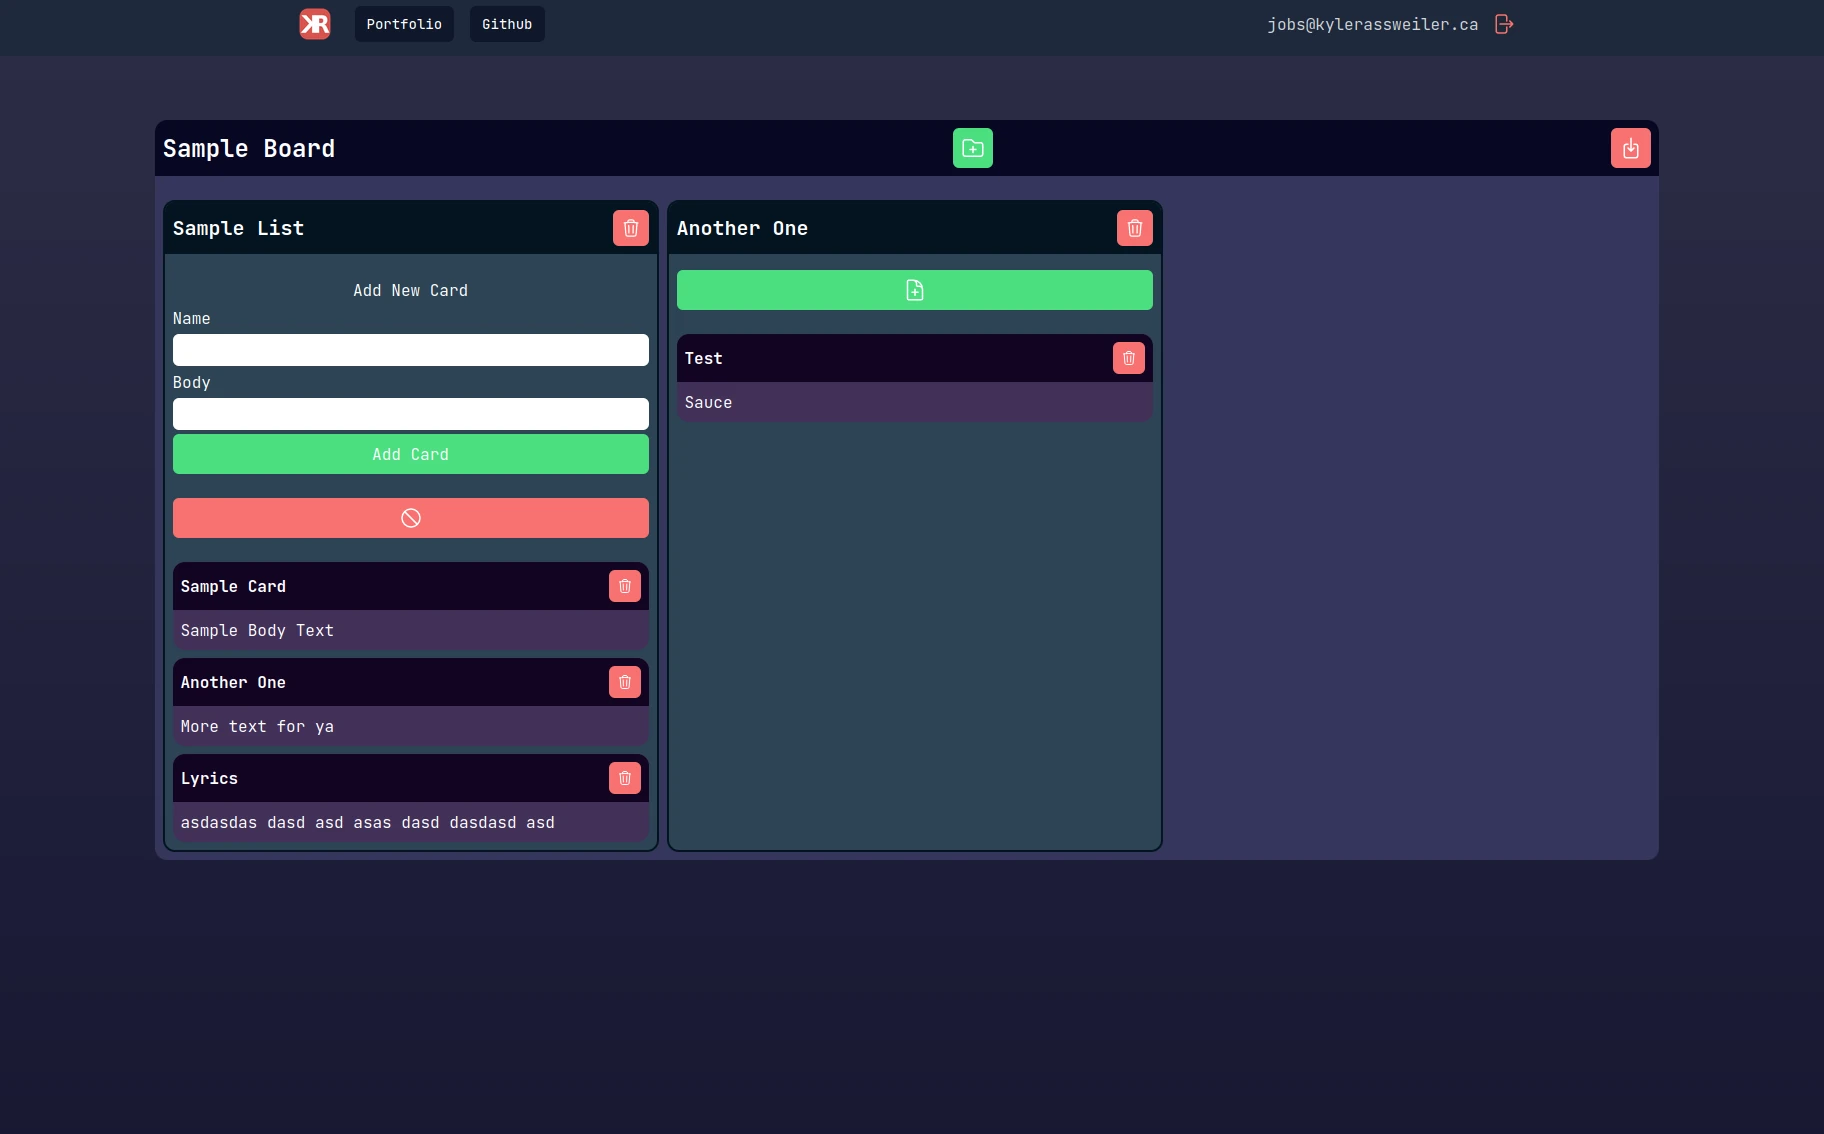 KR
Portfolio
Github
jobs@kylerassweiler.ca
Sample Board
Sample List
Another One
Add New Card
Name
Body
Add Card
Test
Sauce
Sample Card
Sample Body Text
Another One
More text for ya
Lyrics
asdasdas dasd asd asas dasd dasdasd asd